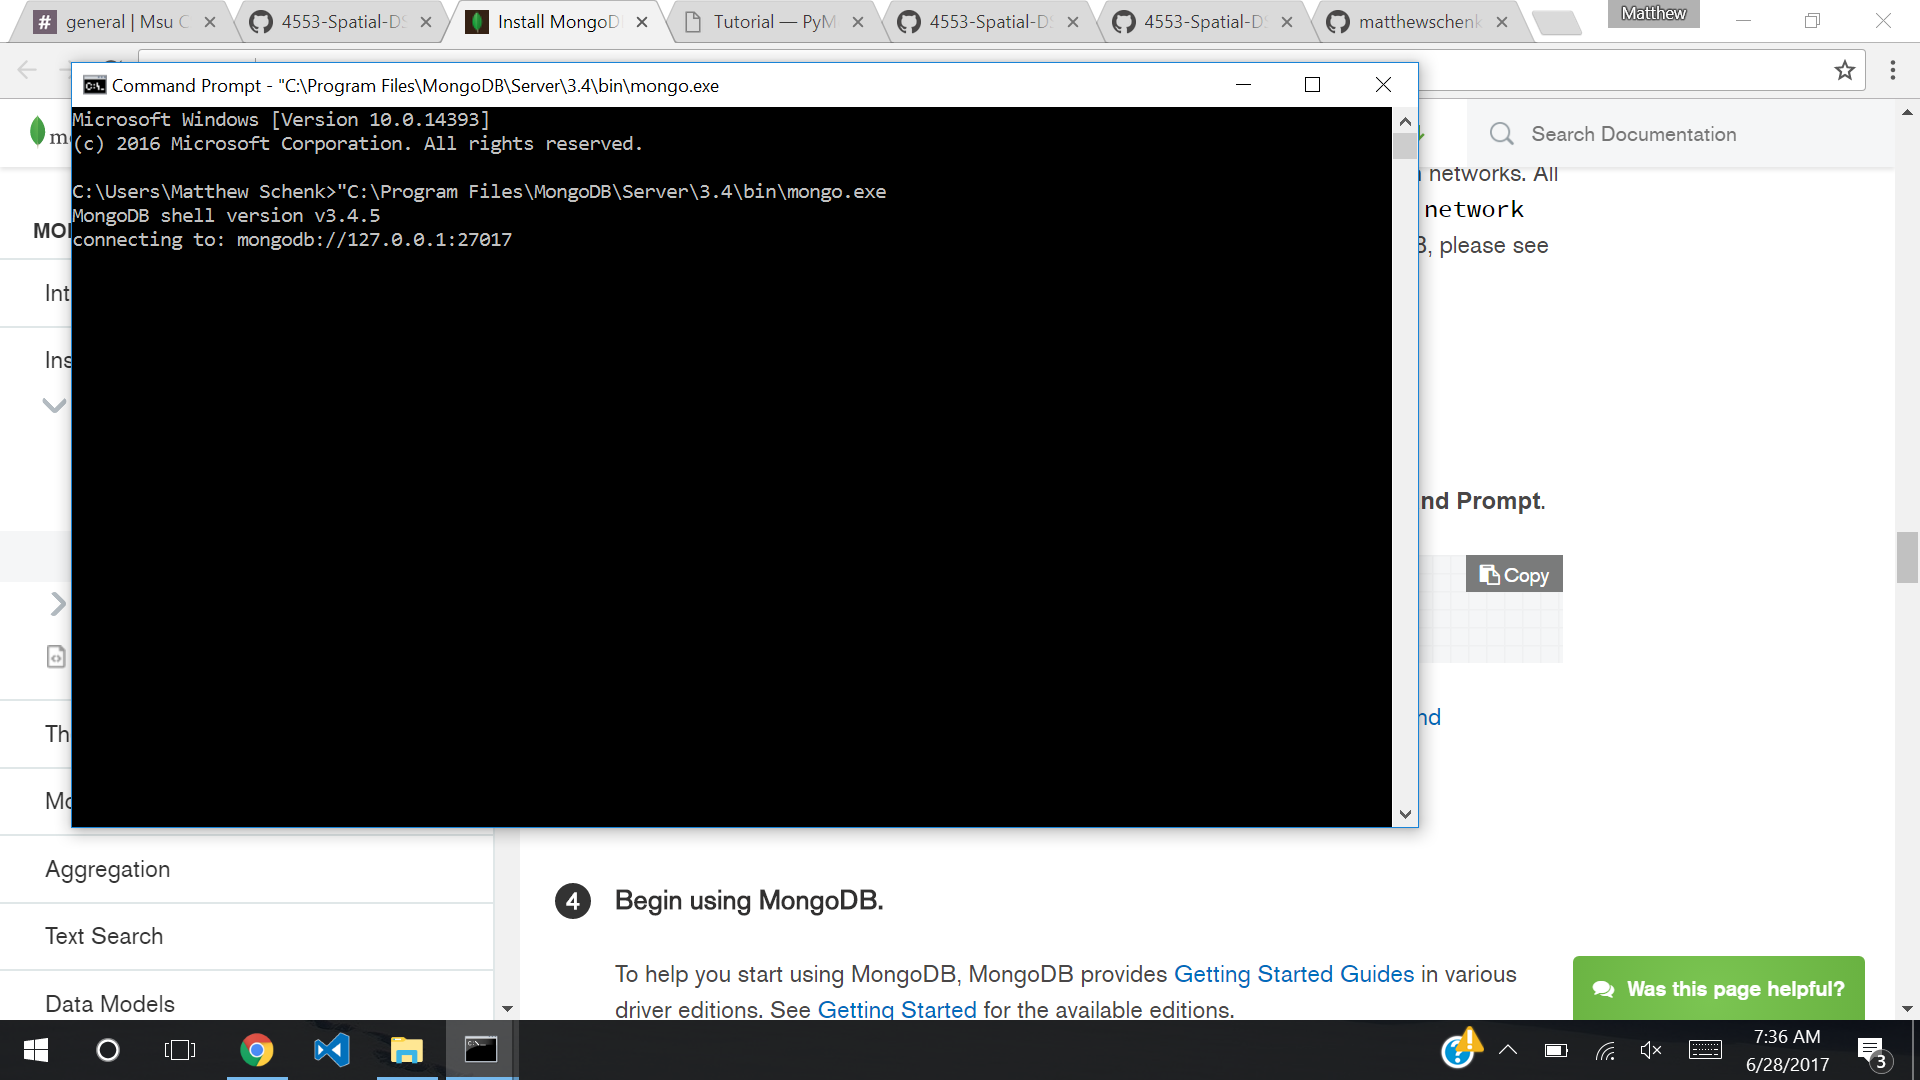 general | Msu C
4553-Spatial-DS
Install MongoD
Tutorial — PyM
4553-Spatial-DS
4553-Spatial-DS
matthewschenk
Matthew
Command Prompt - "C:\Program Files\MongoDB\Server\3.4\bin\mongo.exe
Microsoft Windows [Version 10.0.14393]
(c) 2016 Microsoft Corporation. All rights reserved.
C:\Users\Matthew Schenk>"C:\Program Files\MongoDB\Server\3.4\bin\mongo.exe
MongoDB shell version v3.4.5
connecting to: mongodb://127.0.0.1:27017
Search Documentation
networks. All
network
3, please see
nd Prompt.
Copy
nd
m
MO
Int
Ins
Th
Mo
Aggregation
Text Search
Data Models
4 Begin using MongoDB.
To help you start using MongoDB, MongoDB provides Getting Started Guides in various
driver editions. See Getting Started for the available editions.
Was this page helpful?
7:36 AM
6/28/2017
3